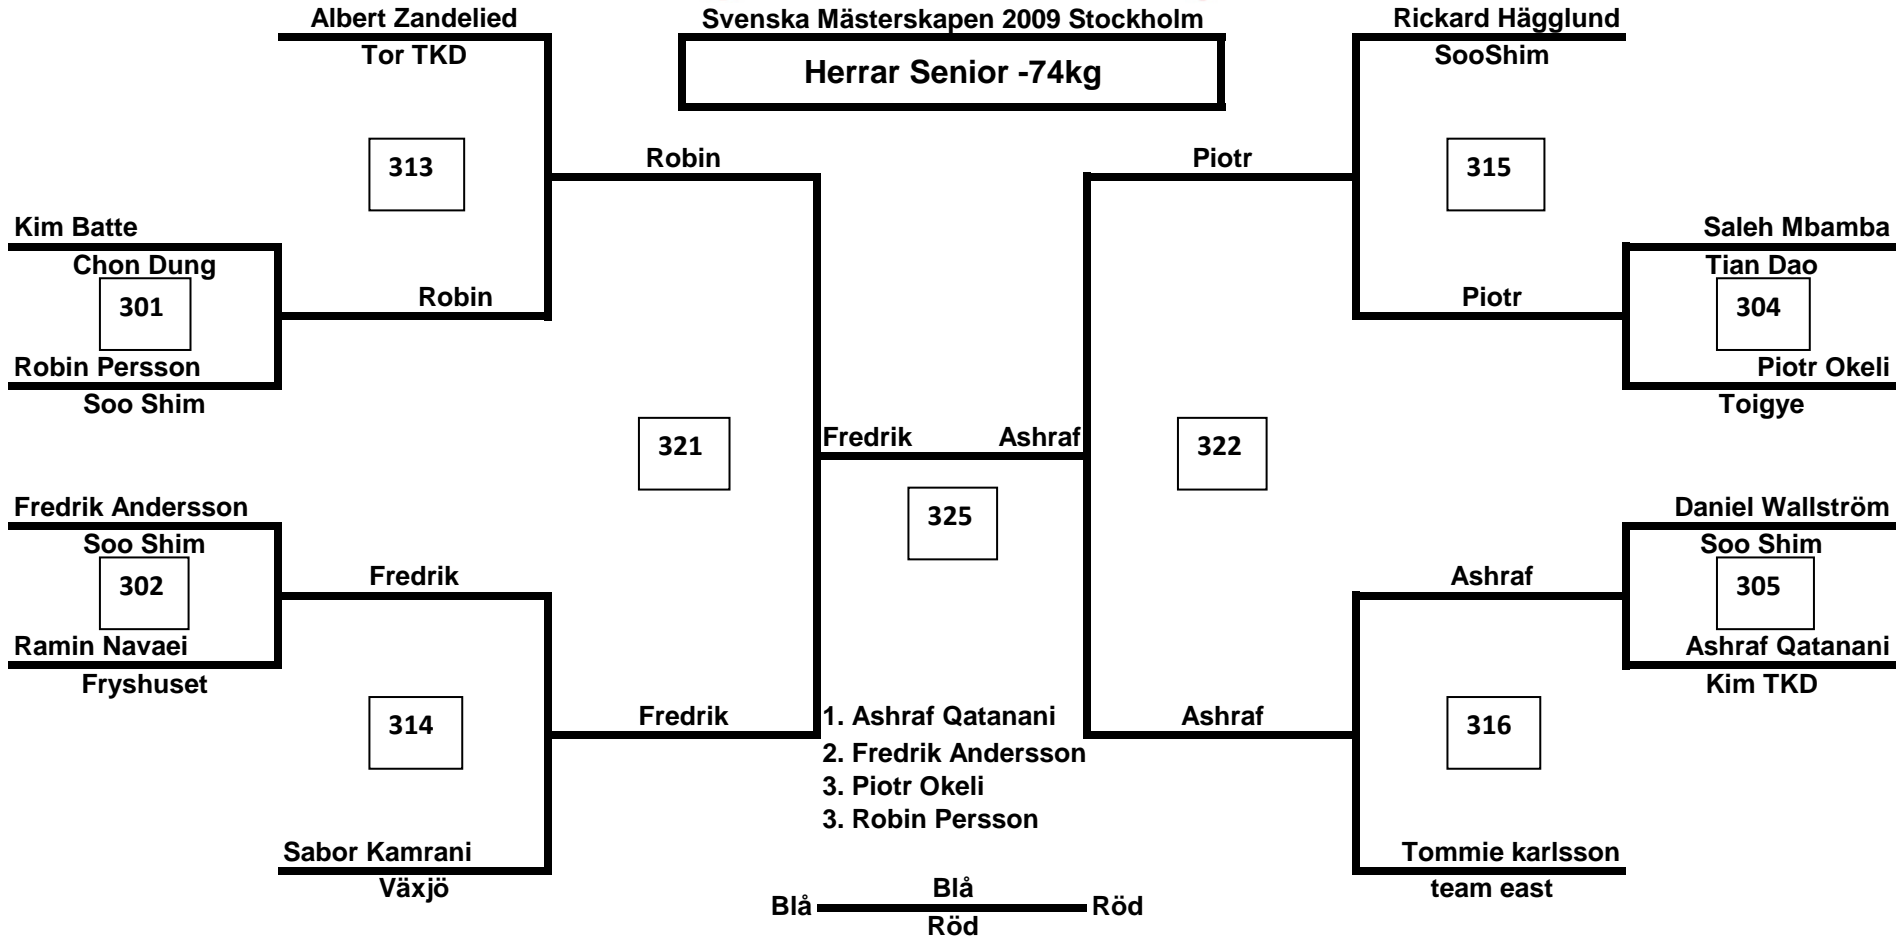 Albert Zandelied
Tor TKD
Svenska Mästerskapen 2009 Stockholm
Herrar Senior -74kg
Rickard Hägglund
SooShim
313
Robin
Piotr
315
Kim Batte
Chon Dung
301
Robin
Robin Persson
Soo Shim
Saleh Mbamba
Tian Dao
Piotr
304
Piotr Okeli
Toigye
321
Fredrik
Ashraf
322
325
Fredrik Andersson
Soo Shim
302
Fredrik
Ramin Navaei
Fryshuset
Daniel Wallström
Soo Shim
Ashraf
305
Ashraf Qatanani
Kim TKD
314
Fredrik
1. Ashraf Qatanani
2. Fredrik Andersson
3. Piotr Okeli
3. Robin Persson
Ashraf
316
Sabor Kamrani
Växjö
Tommie karlsson
team east
Blå
Blå
Röd
Röd